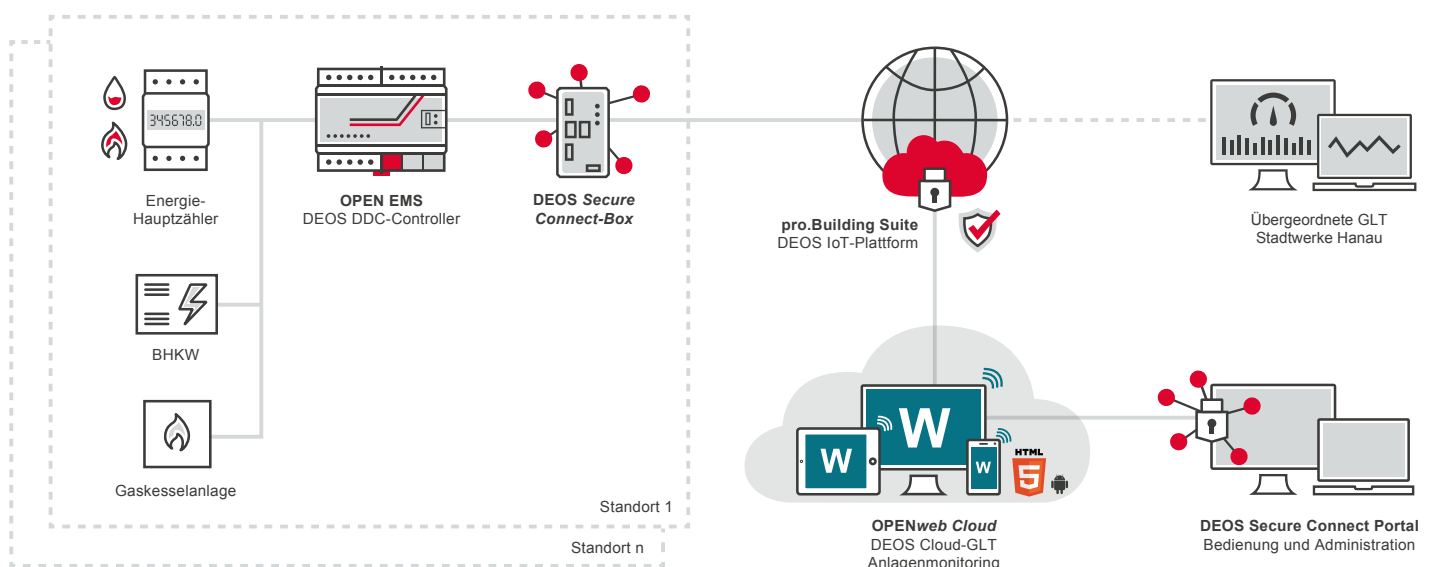 345678.0
Energie-
Hauptzähler
OPEN EMS
DEOS DDC-Controller
DEOS Secure
Connect-Box
BHKW
Gaskesselanlage
Standort 1
Standort n
pro.Building Suite
DEOS IoT-Plattform
Übergeordnete GLT
Stadtwerke Hanau
W
W
W
HTML
5
OPENweb Cloud
DEOS Cloud-GLT
Anlagenmonitoring
DEOS Secure Connect Portal
Bedienung und Administration